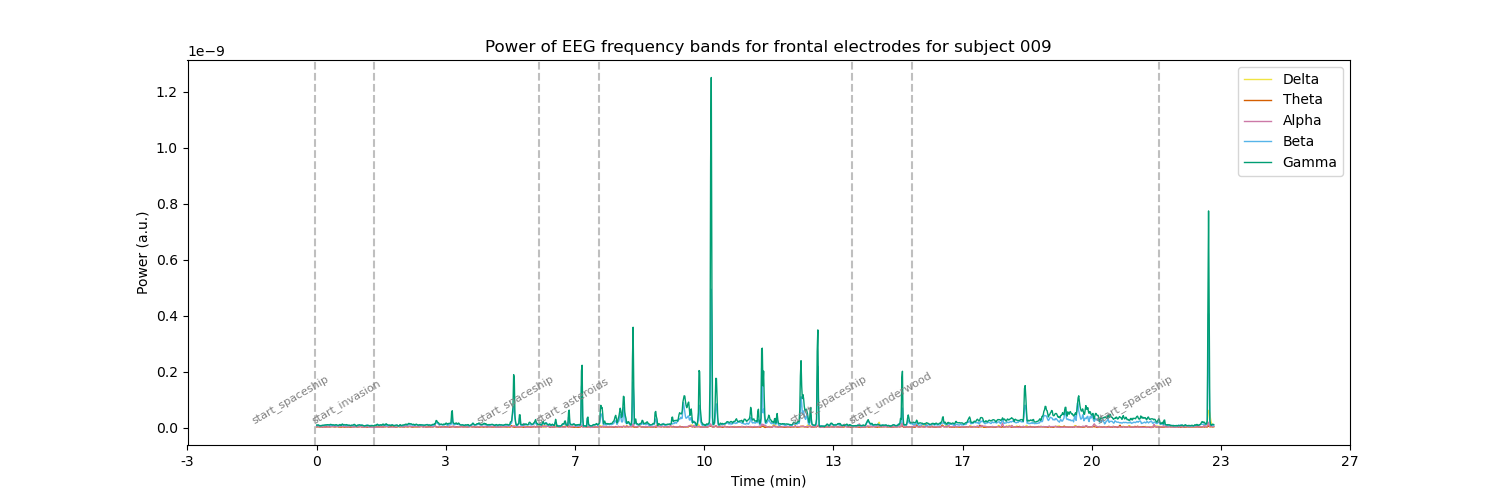 Power of EEG frequency bands for frontal electrodes for subject 009
1e−9
Delta
Theta
Alpha
Beta
Gamma
1.2
1.0
0.8
0.6
0.4
0.2
0.0
Power (a.u.)
start_spaceship
start_invasion
start_spaceship
start_asteroids
start_spaceship
start_underwood
start_spaceship
-3
0
3
7
10
13
17
20
23
27
Time (min)